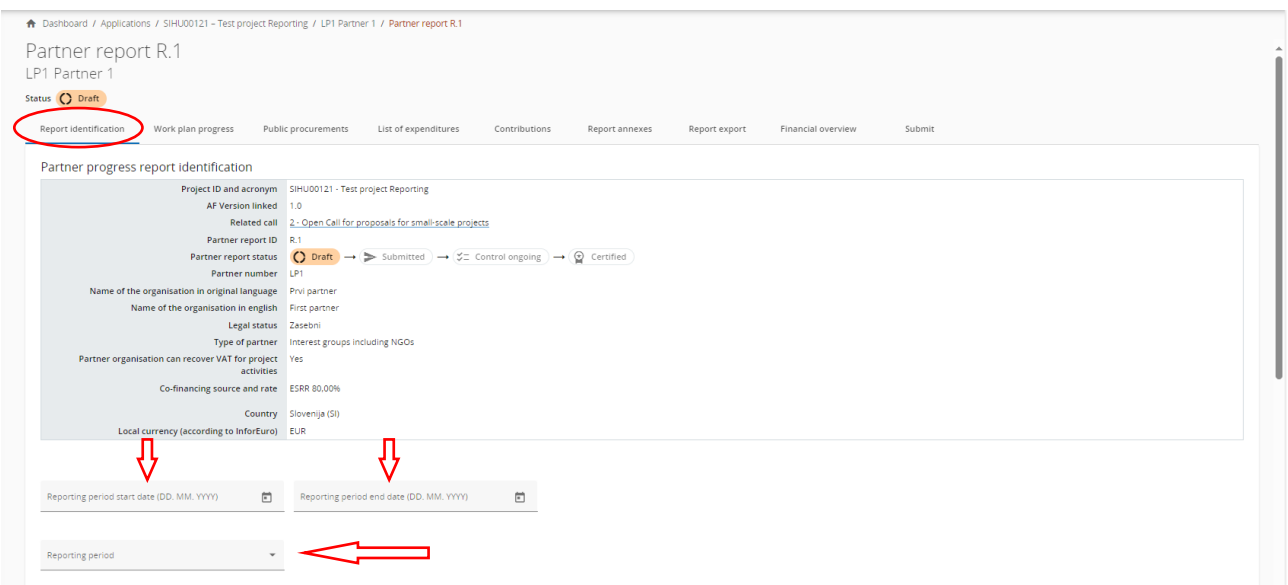 Dashboard / Applications / SIHU00121 – Test project Reporting / LP1 Partner 1 / Partner report R.1
Partner report R.1
LP1 Partner 1
Status Draft
Report identification Work plan progress Public procurements List of expenditures Contributions Report annexes Report export Financial overview Submit
Partner progress report identification
Project ID and acronym SIHU00121 - Test project Reporting
AF Version linked 1.0
Related call 2 - Open Call for proposals for small-scale projects
Partner report ID R.1
Partner report status Draft → Submitted → Control ongoing → Certified
Partner number LP1
Name of the organisation in original language Prvi partner
Name of the organisation in english First partner
Legal status Zasebni
Type of partner Interest groups including NGOs
Partner organisation can recover VAT for project Yes
activities
Co-financing source and rate ESRR 80,00%
Country Slovenija (SI)
Local currency (according to InforEuro) EUR
Reporting period start date (DD. MM. YYYY) Reporting period end date (DD. MM. YYYY)
Reporting period